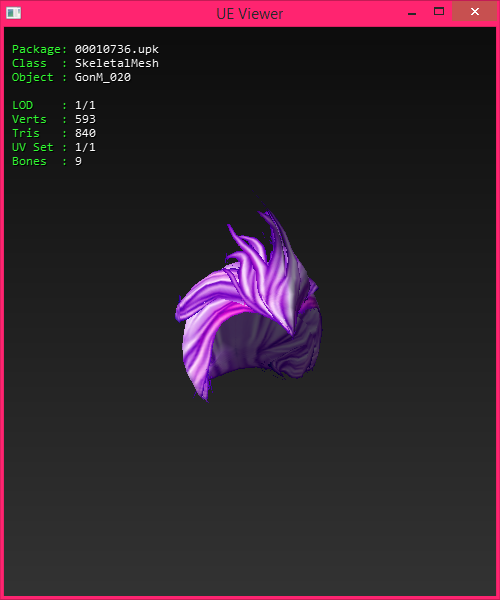 UE Viewer
Package: 00010736.upk
Class  : SkeletalMesh
Object : GonM_020
LOD    : 1/1
Verts  : 593
Tris   : 840
UV Set : 1/1
Bones  : 9